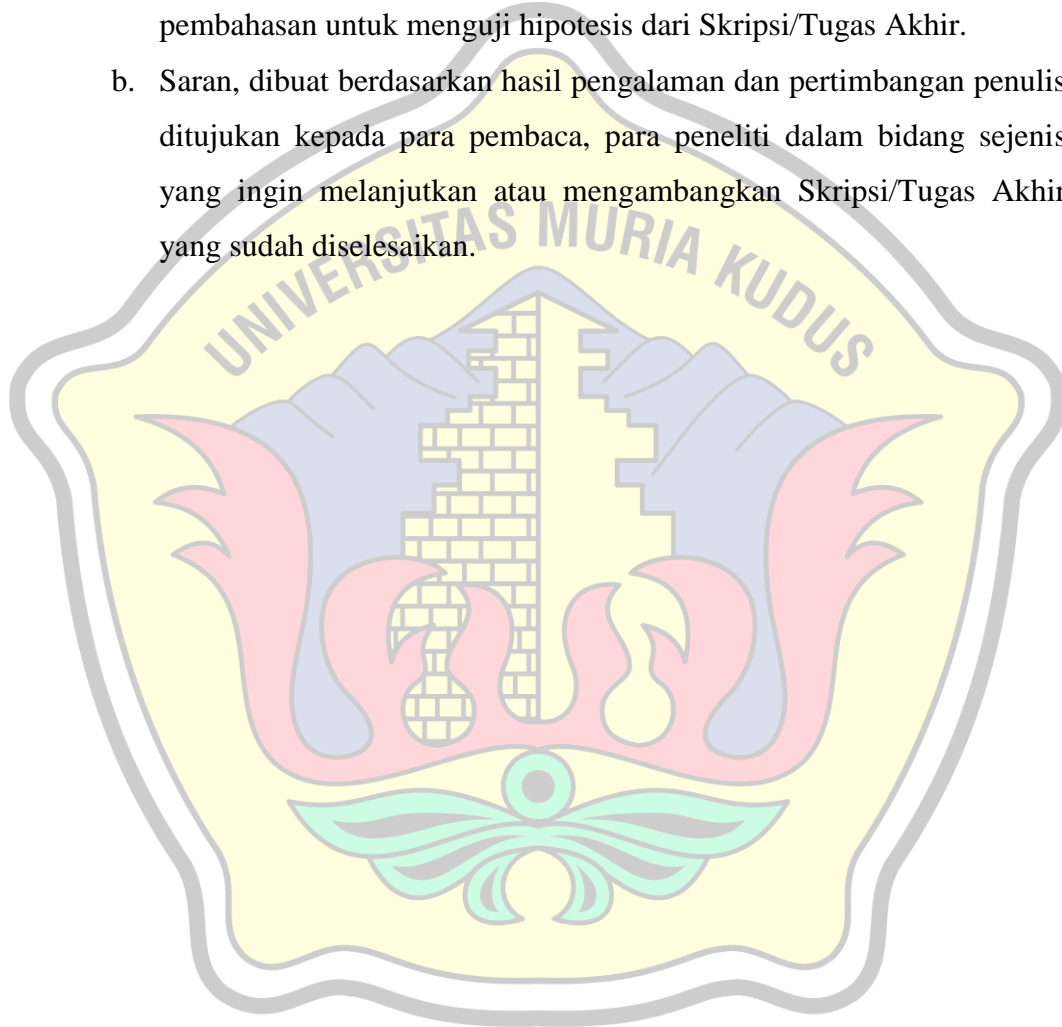 pembahasan untuk menguji hipotesis dari Skripsi/Tugas Akhir.
b. Saran, dibuat berdasarkan hasil pengalaman dan pertimbangan penulis
ditujukan kepada para pembaca, para peneliti dalam bidang sejenis
yang ingin melanjutkan atau mengambangkan Skripsi/Tugas Akhir
yang sudah diselesaikan.
UNIVERSITAS MURIA KUDUS